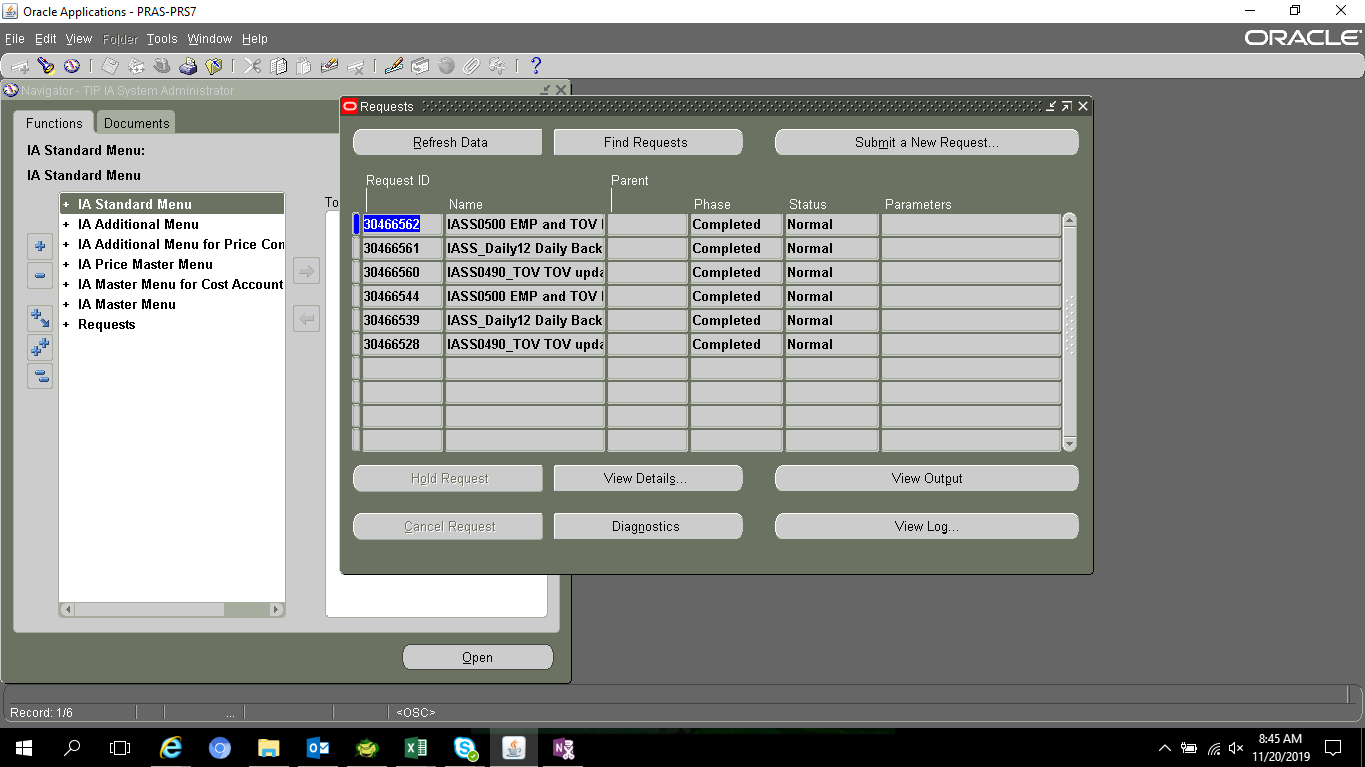 Oracle Applications - PRAS-PRS7
File Edit View Folder Tools Window Help
ORACLE
Navigator - TIP IA System Administrator
Functions Documents
IA Standard Menu:
IA Standard Menu
+ IA Standard Menu
+ IA Additional Menu
+ IA Additional Menu for Price Con
+ IA Price Master Menu
+ IA Master Menu for Cost Account
+ IA Master Menu
+ Requests
To
Open
Requests
Refresh Data Find Requests Submit a New Request...
Request ID Parent
Name Phase Status Parameters
30466562 IASS0500 EMP and TOV Completed Normal
30466561 IASS_Daily12 Daily Back Completed Normal
30466560 IASS0490_TOV TOV upda Completed Normal
30466544 IASS0500 EMP and TOV Completed Normal
30466539 IASS_Daily12 Daily Back Completed Normal
30466528 IASS0490_TOV TOV upda Completed Normal
Hold Request View Details... View Output
Cancel Request Diagnostics View Log...
Record: 1/6 ... <OSC>
8:45 AM
11/20/2019